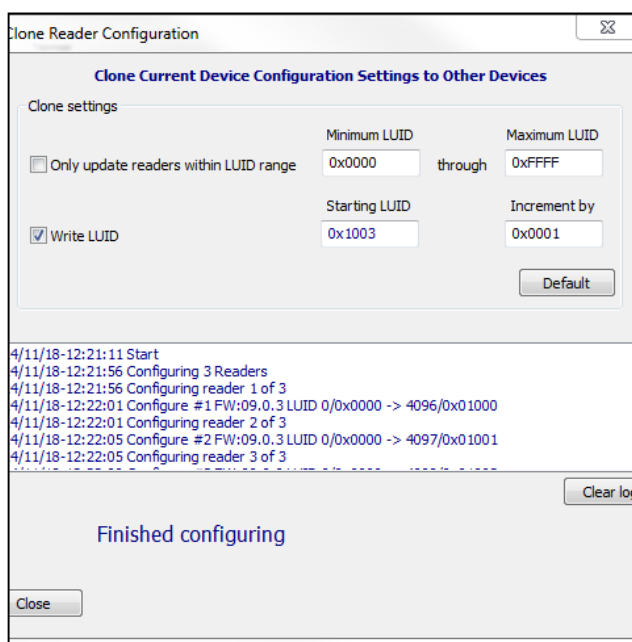 Clone Reader Configuration
Clone Current Device Configuration Settings to Other Devices
Clone settings
Minimum LUID Maximum LUID
Only update readers within LUID range 0x0000 through 0xFFFF
Starting LUID Increment by
Write LUID 0x1003 0x0001
Default
4/11/18-12:21:11 Start
4/11/18-12:21:56 Configuring 3 Readers
4/11/18-12:21:56 Configuring reader 1 of 3
4/11/18-12:22:01 Configure #1 FW:09.0.3 LUID 0/0x0000 -> 4096/0x01000
4/11/18-12:22:01 Configuring reader 2 of 3
4/11/18-12:22:05 Configure #2 FW:09.0.3 LUID 0/0x0000 -> 4097/0x01001
4/11/18-12:22:05 Configuring reader 3 of 3
Clear lo
Finished configuring
Close